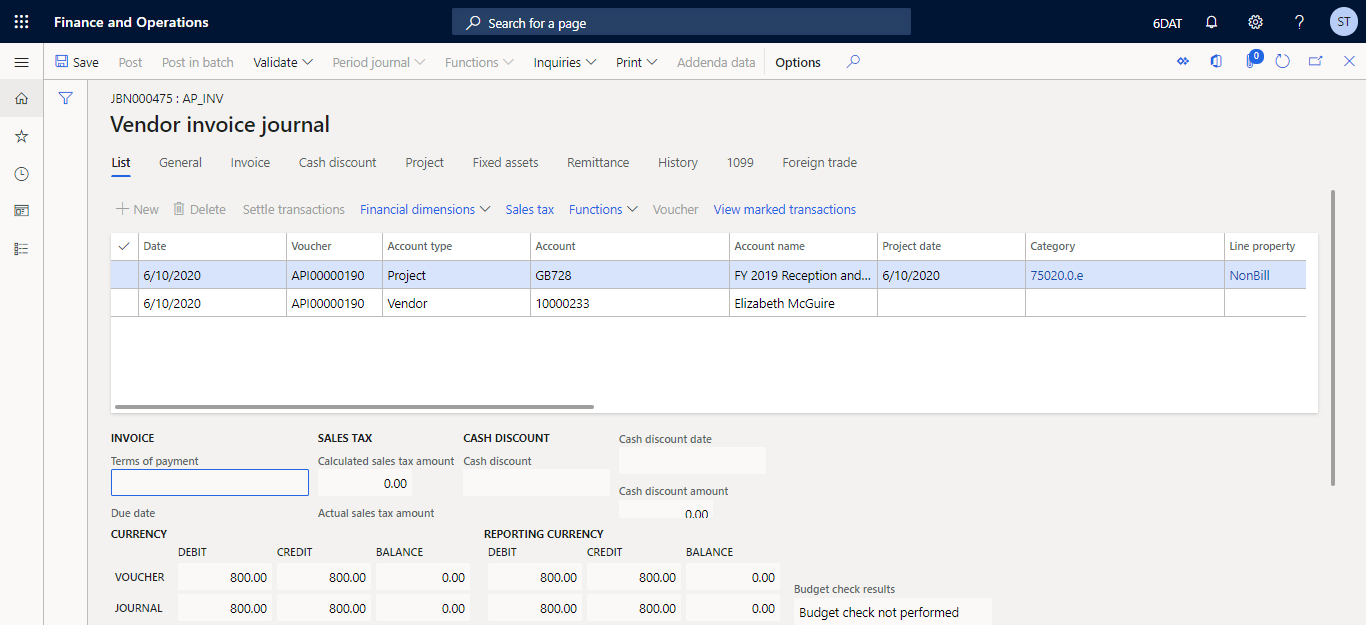 Finance and Operations
Search for a page
6DAT
?
ST
Save
Post
Post in batch
Validate
Period journal
Functions
Inquiries
Print
Addenda data
Options
0
JBN000475 : AP_INV
Vendor invoice journal
List General Invoice Cash discount Project Fixed assets Remittance History 1099 Foreign trade
New Delete Settle transactions Financial dimensions Sales tax Functions Voucher View marked transactions
Date Voucher Account type Account Account name Project date Category Line property
6/10/2020 API00000190 Project GB728 FY 2019 Reception and... 6/10/2020 75020.0.e NonBill
6/10/2020 API00000190 Vendor 10000233 Elizabeth McGuire
INVOICE SALES TAX CASH DISCOUNT Cash discount date
Terms of payment Calculated sales tax amount Cash discount
0.00
Cash discount amount
0.00
Due date Actual sales tax amount
CURRENCY REPORTING CURRENCY
DEBIT CREDIT BALANCE DEBIT CREDIT BALANCE
VOUCHER 800.00 800.00 0.00 800.00 800.00 0.00
Budget check results
JOURNAL 800.00 800.00 0.00 800.00 800.00 0.00
Budget check not performed